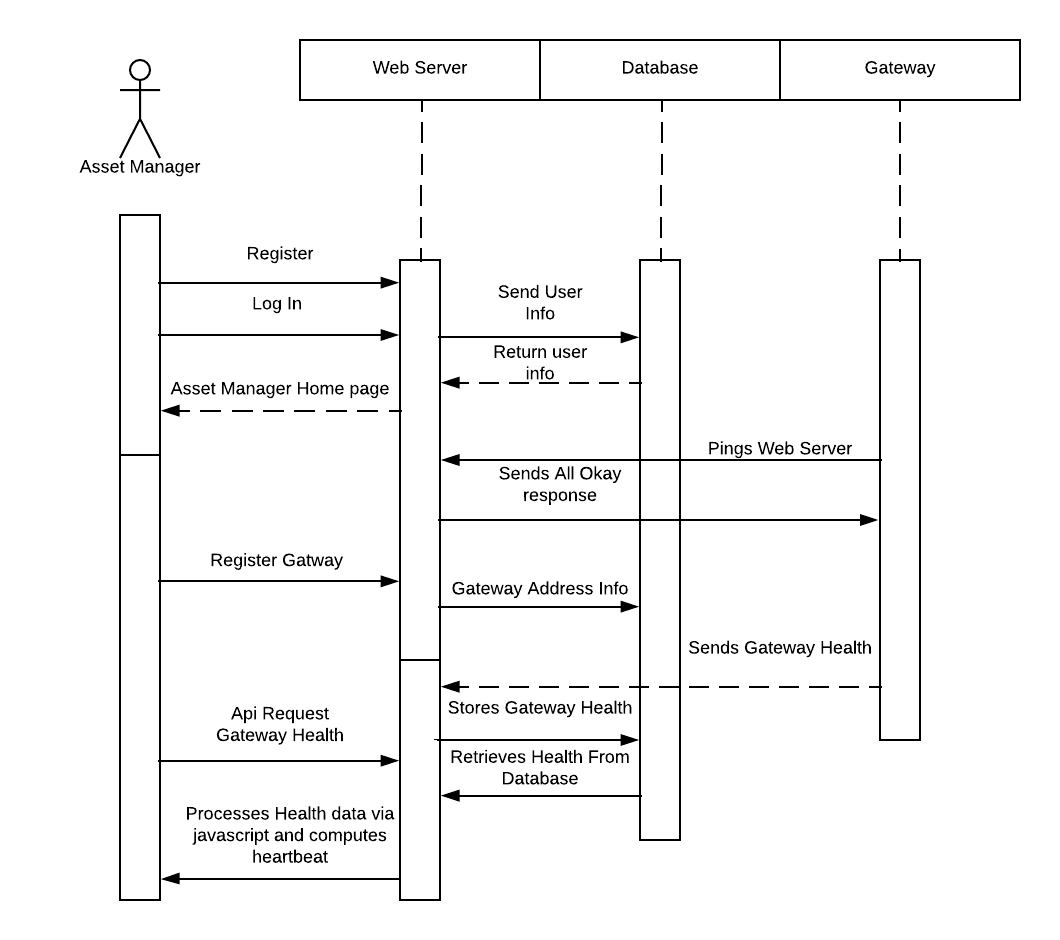 Web Server
Database
Gateway
Asset Manager
Register
Log In
Send User
Info
Return user
info
Asset Manager Home page
Pings Web Server
Sends All Okay
response
Register Gatway
Gateway Address Info
Sends Gateway Health
Stores Gateway Health
Api Request
Gateway Health
Retrieves Health From
Database
Processes Health data via
javascript and computes
heartbeat